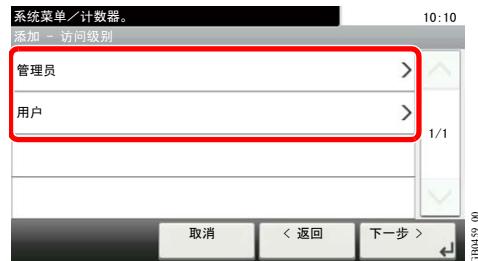 系统菜单／计数器。
10:10
添加 - 访问级别
管理员
用户
1/1
取消
< 返回
下一步 >
GB0459_00